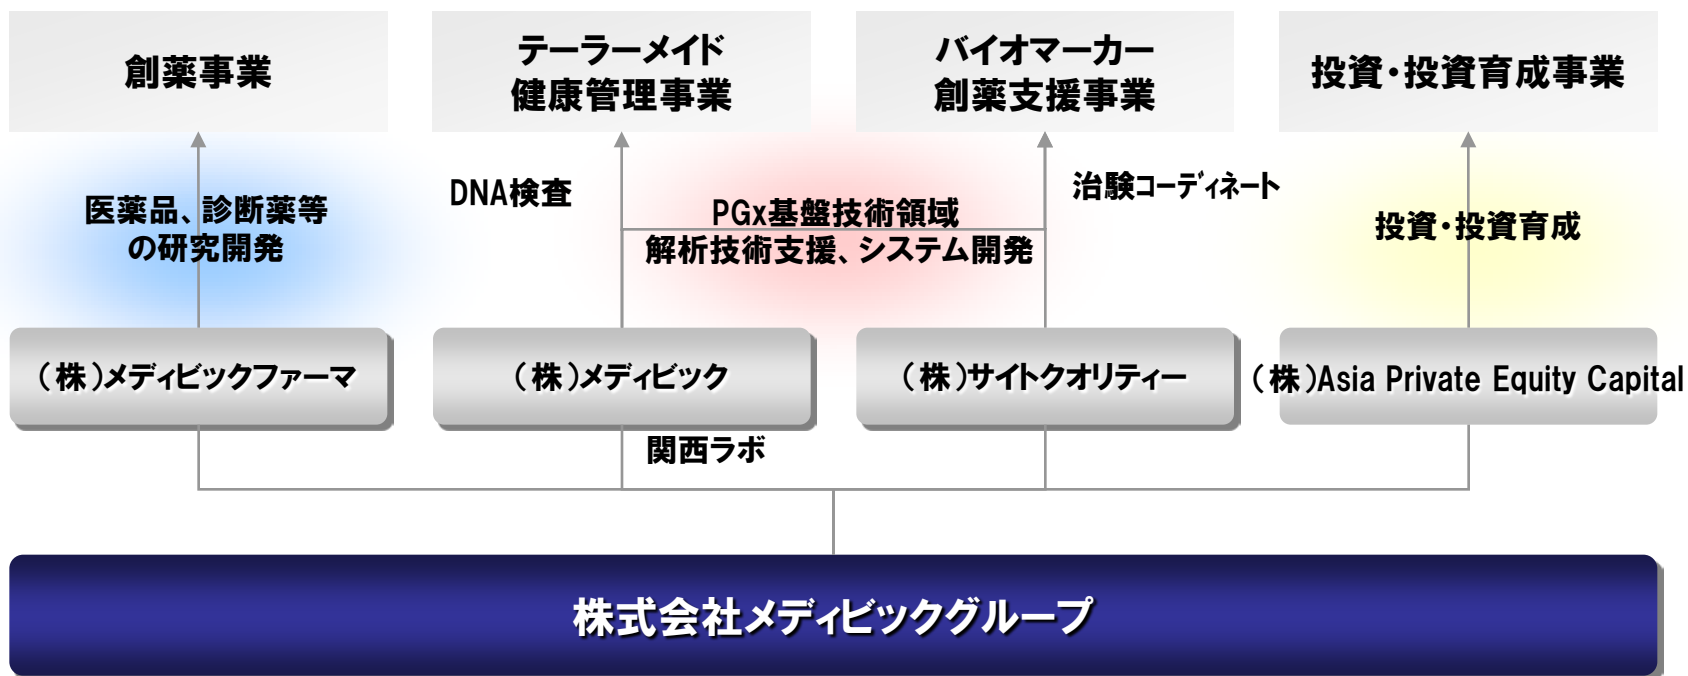 創薬事業
テーラーメイド
健康管理事業
バイオマーカー
創薬支援事業
投資・投資育成事業
医薬品、診断薬等
の研究開発
DNA検査
PGx基盤技術領域
解析技術支援、システム開発
治験コーディネート
投資・投資育成
（株）メディビックファーマ
（株）メディビック
（株）サイトクオリティー
（株）Asia Private Equity Capital
関西ラボ
株式会社メディビックグループ